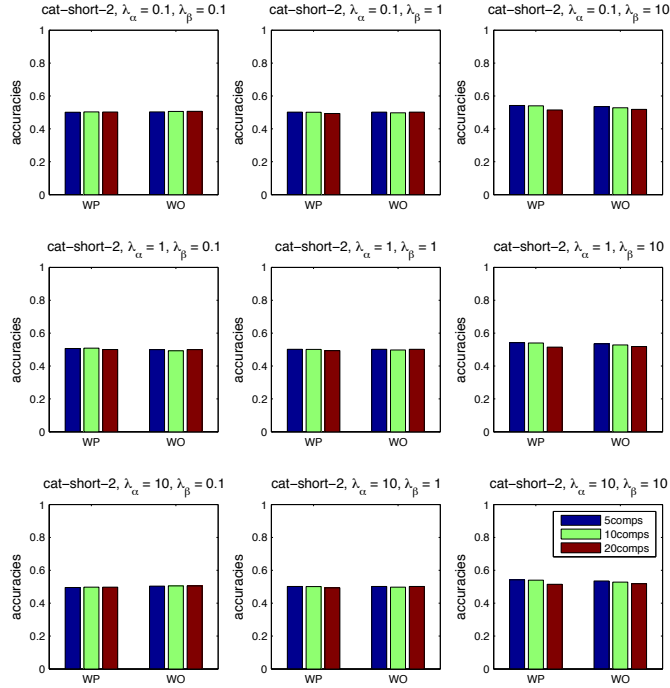 cat−short−2, λα = 0.1, λβ = 0.1
cat−short−2, λα = 0.1, λβ = 1
cat−short−2, λα = 0.1, λβ = 10
accuracies
1
0.8
0.6
0.4
0.2
0
WP WO
accuracies
1
0.8
0.6
0.4
0.2
0
WP WO
accuracies
1
0.8
0.6
0.4
0.2
0
WP WO
cat−short−2, λα = 1, λβ = 0.1
cat−short−2, λα = 1, λβ = 1
cat−short−2, λα = 1, λβ = 10
accuracies
1
0.8
0.6
0.4
0.2
0
WP WO
accuracies
1
0.8
0.6
0.4
0.2
0
WP WO
accuracies
1
0.8
0.6
0.4
0.2
0
WP WO
cat−short−2, λα = 10, λβ = 0.1
cat−short−2, λα = 10, λβ = 1
cat−short−2, λα = 10, λβ = 10
accuracies
1
0.8
0.6
0.4
0.2
0
WP WO
accuracies
1
0.8
0.6
0.4
0.2
0
WP WO
accuracies
1
0.8
0.6
0.4
0.2
0
WP WO
5comps
10comps
20comps